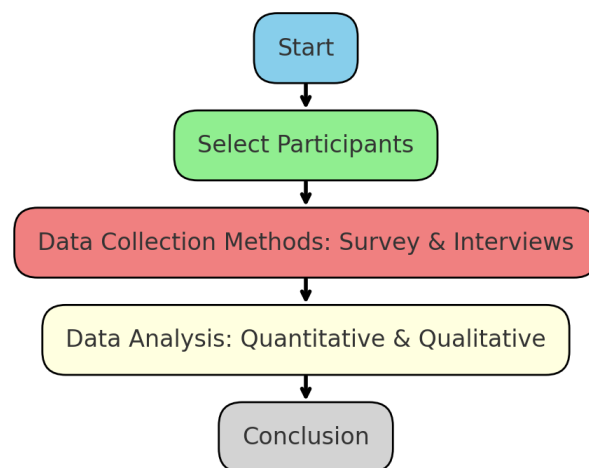 Start
Select Participants
Data Collection Methods: Survey & Interviews
Data Analysis: Quantitative & Qualitative
Conclusion